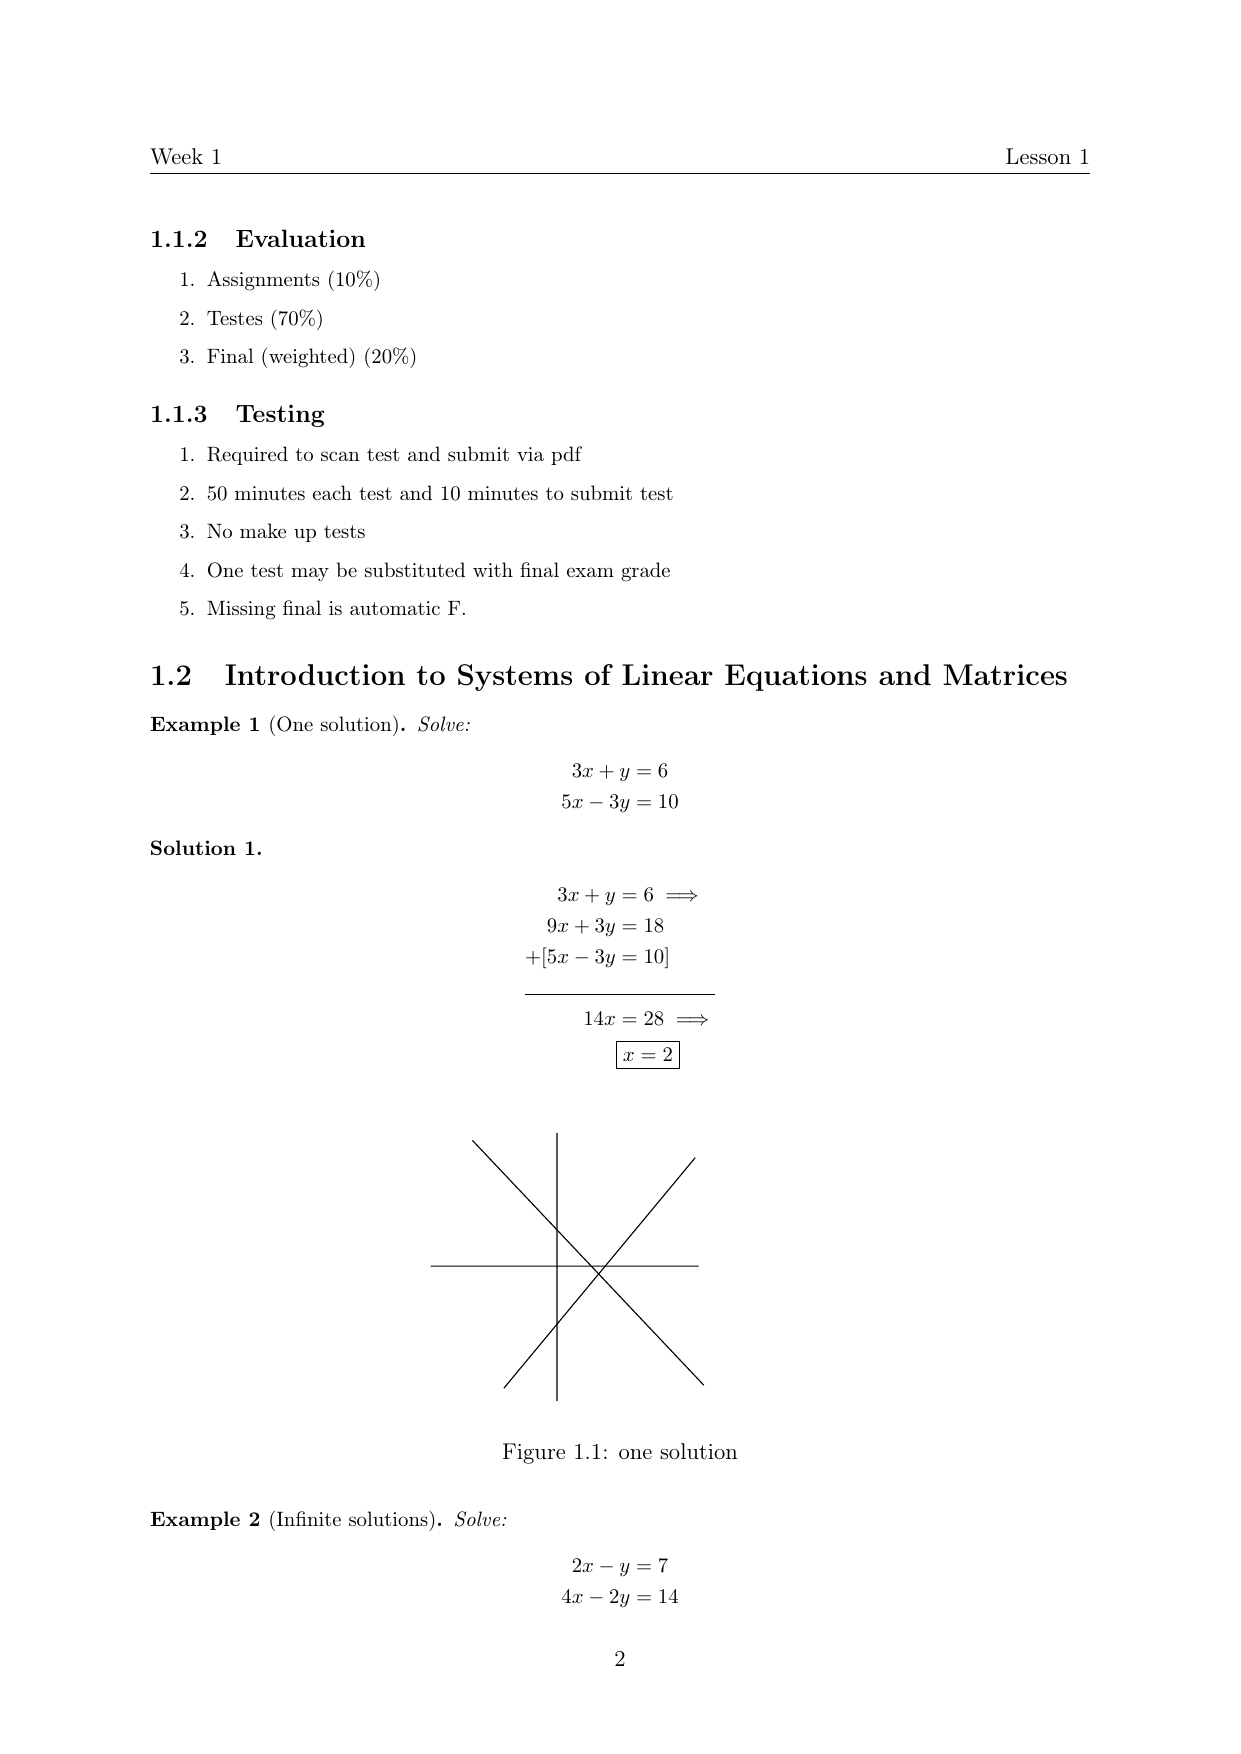 Week 1 Lesson 1
1.1.2 Evaluation
1. Assignments (10%)
2. Testes (70%)
3. Final (weighted) (20%)
1.1.3 Testing
1. Required to scan test and submit via pdf
2. 50 minutes each test and 10 minutes to submit test
3. No make up tests
4. One test may be substituted with final exam grade
5. Missing final is automatic F.
1.2 Introduction to Systems of Linear Equations and Matrices
Example 1 (One solution). Solve:
3x + y = 6
5x − 3y = 10
Solution 1.
3x + y = 6 ⟹
9x + 3y = 18
+[5x − 3y = 10]
14x = 28 ⟹
x = 2
Figure 1.1: one solution
Example 2 (Infinite solutions). Solve:
2x − y = 7
4x − 2y = 14
2